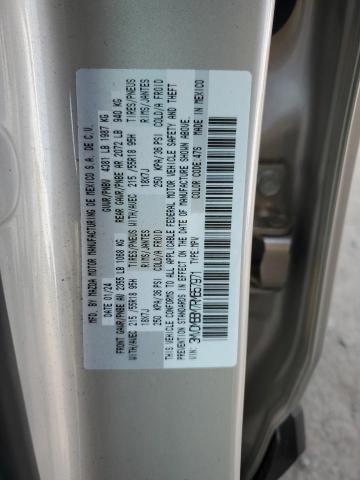 MFD. BY MAZDA MOTOR MANUFACTURING DE MEXICO S.A. DE C.V.
DATE: 01/24 GVWR/PNBV 4381 LB 1987 KG
FRONT GAWR/PNBE AV 2355 LB 1068 KG REAR GAWR/PNBE AR 2072 LB 940 KG
WITH/AVEC 215 /55R18 95H TIRES/PNEUS WITH/AVEC 215 /55R18 95H TIRES/PNEUS
18X7J RIMS/JANTES 18X7J RIMS/JANTES
250 KPA/36 PSI COLD/A FROID 250 KPA/36 PSI COLD/A FROID
THIS VEHICLE CONFORMS TO ALL APPLICABLE FEDERAL MOTOR VEHICLE SAFETY AND THEFT
PREVENTION STANDARDS IN EFFECT ON THE DATE OF MANUFACTURE SHOWN ABOVE.
TYPE: MPV COLOR CODE: 47S MADE IN MEXICO